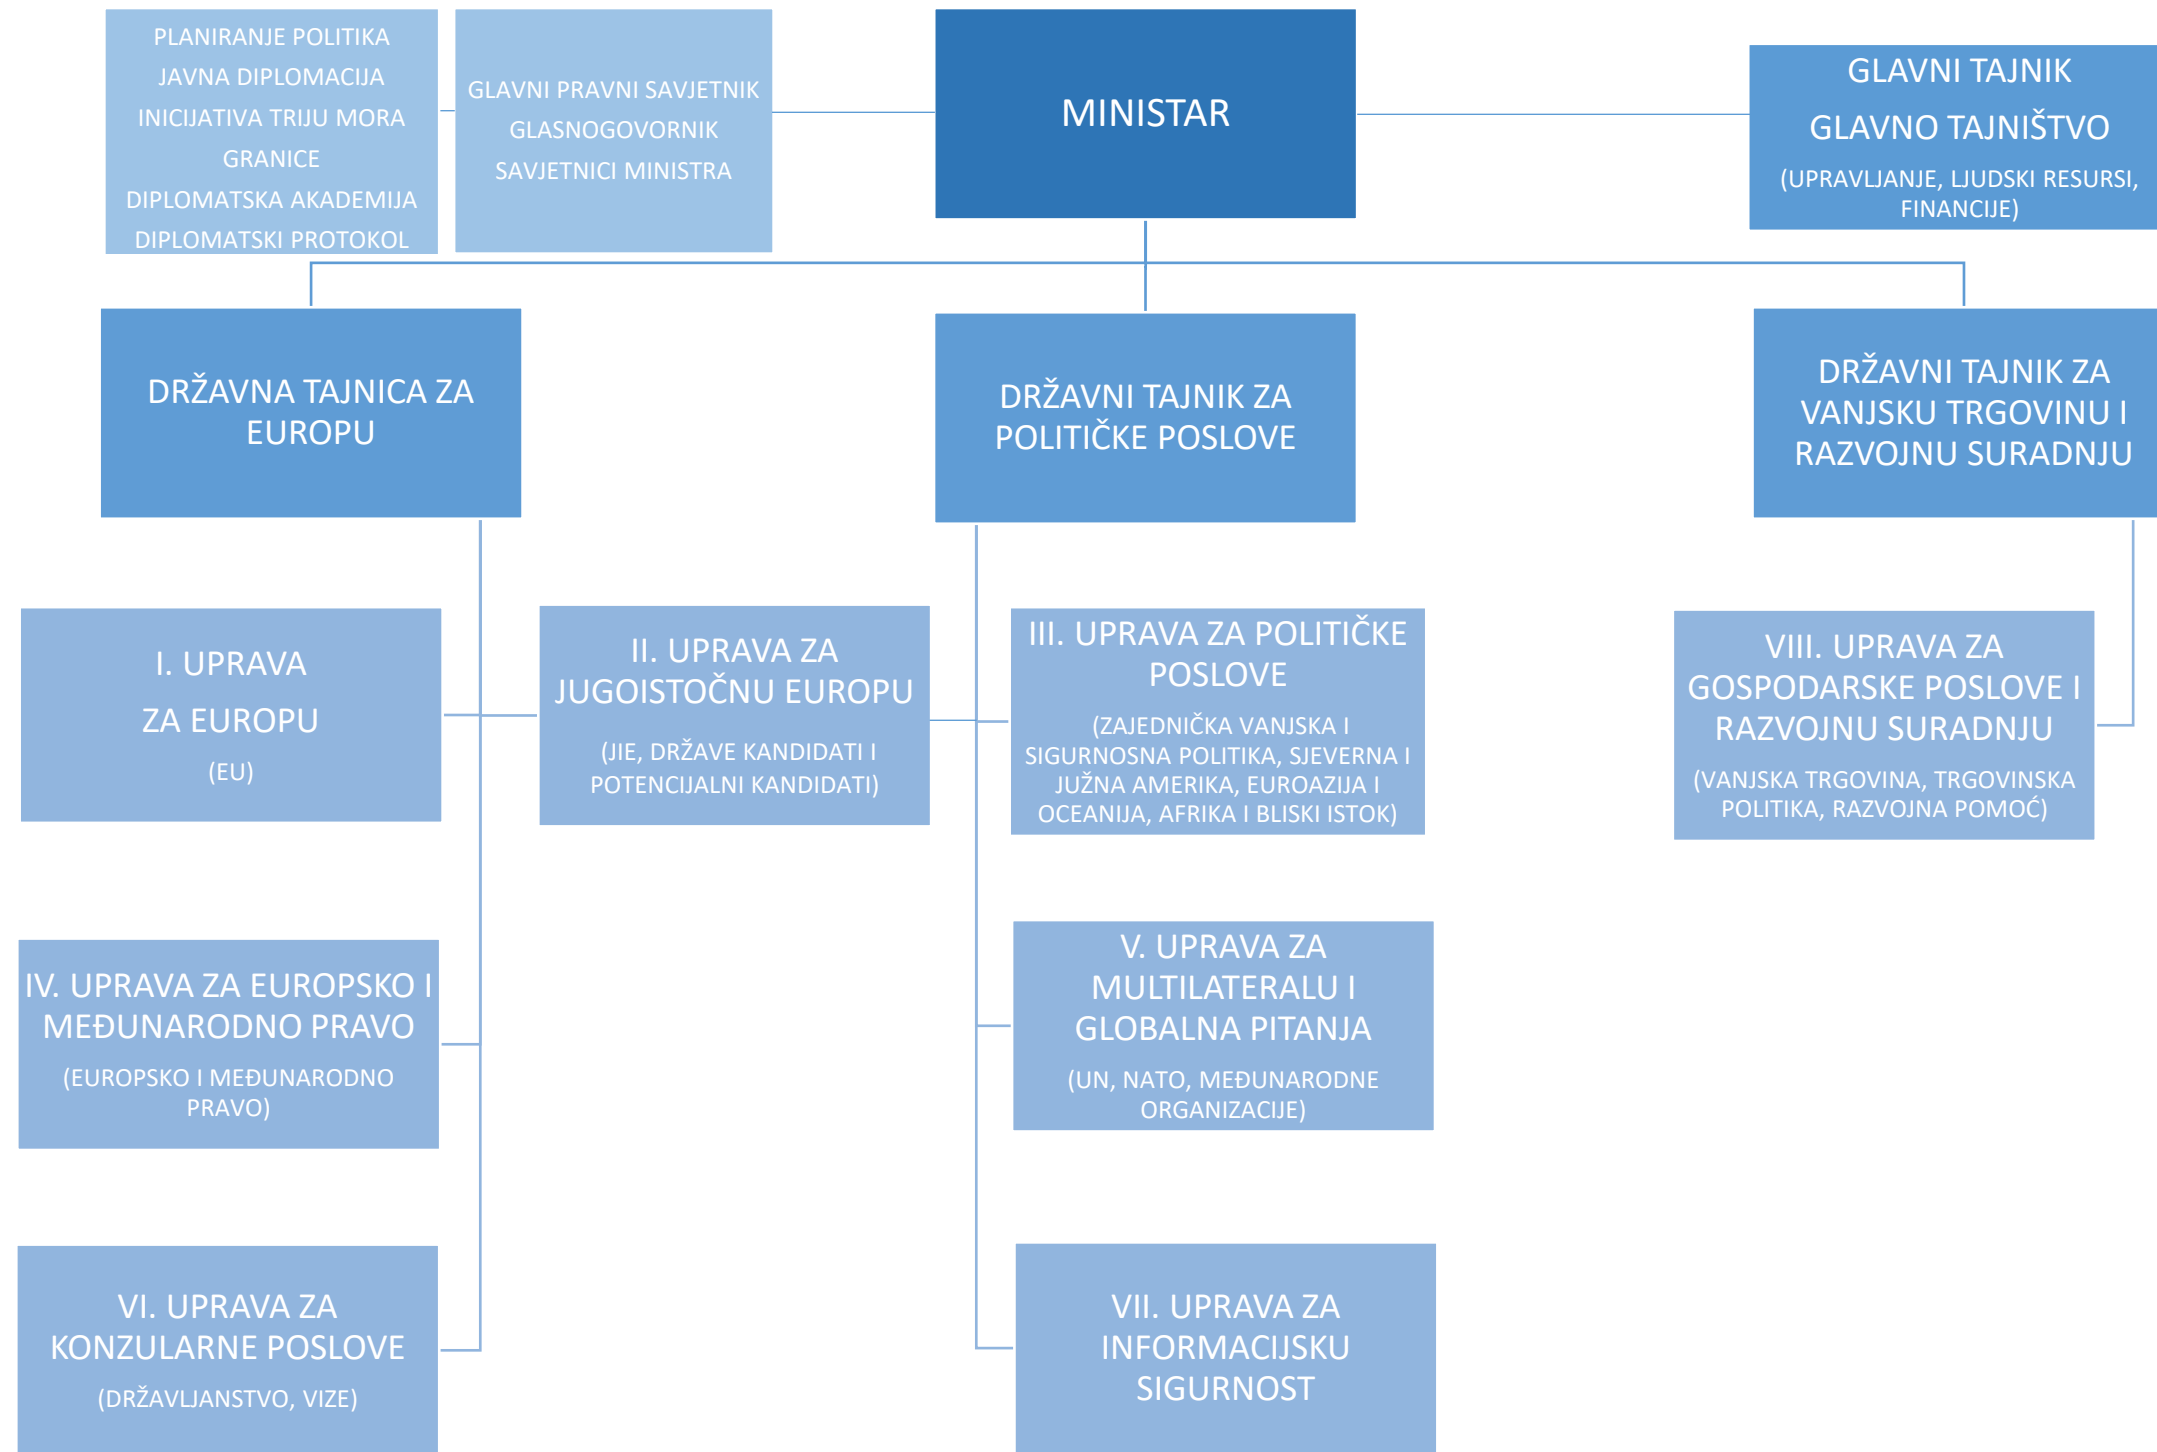 PLANIRANJE POLITIKA
JAVNA DIPLOMACIJA
INICIJATIVA TRIJU MORA
GRANICE
DIPLOMATSKA AKADEMIJA
DIPLOMATSKI PROTOKOL
GLAVNI PRAVNI SAVJETNIK
GLASNOGOVORNIK
SAVJETNICI MINISTRA
MINISTAR
GLAVNI TAJNIK
GLAVNO TAJNIŠTVO
(UPRAVLJANJE, LJUDSKI RESURSI,
FINANCIJE)
DRŽAVNA TAJNICA ZA
EUROPU
DRŽAVNI TAJNIK ZA
POLITIČKE POSLOVE
DRŽAVNI TAJNIK ZA
VANJSKU TRGOVINU I
RAZVOJNU SURADNJU
I. UPRAVA
ZA EUROPU
(EU)
II. UPRAVA ZA
JUGOISTOČNU EUROPU
(JIE, DRŽAVE KANDIDATI I
POTENCIJALNI KANDIDATI)
III. UPRAVA ZA POLITIČKE
POSLOVE
(ZAJEDNIČKA VANJSKA I
SIGURNOSNA POLITIKA, SJEVERNA I
JUŽNA AMERIKA, EUROAZIJA I
OCEANIJA, AFRIKA I BLISKI ISTOK)
VIII. UPRAVA ZA
GOSPODARSKE POSLOVE I
RAZVOJNU SURADNJU
(VANJSKA TRGOVINA, TRGOVINSKA
POLITIKA, RAZVOJNA POMOĆ)
IV. UPRAVA ZA EUROPSKO I
MEĐUNARODNO PRAVO
(EUROPSKO I MEĐUNARODNO
PRAVO)
V. UPRAVA ZA
MULTILATERALU I
GLOBALNA PITANJA
(UN, NATO, MEĐUNARODNE
ORGANIZACIJE)
VI. UPRAVA ZA
KONZULARNE POSLOVE
(DRŽAVLJANSTVO, VIZE)
VII. UPRAVA ZA
INFORMACIJSKU
SIGURNOST